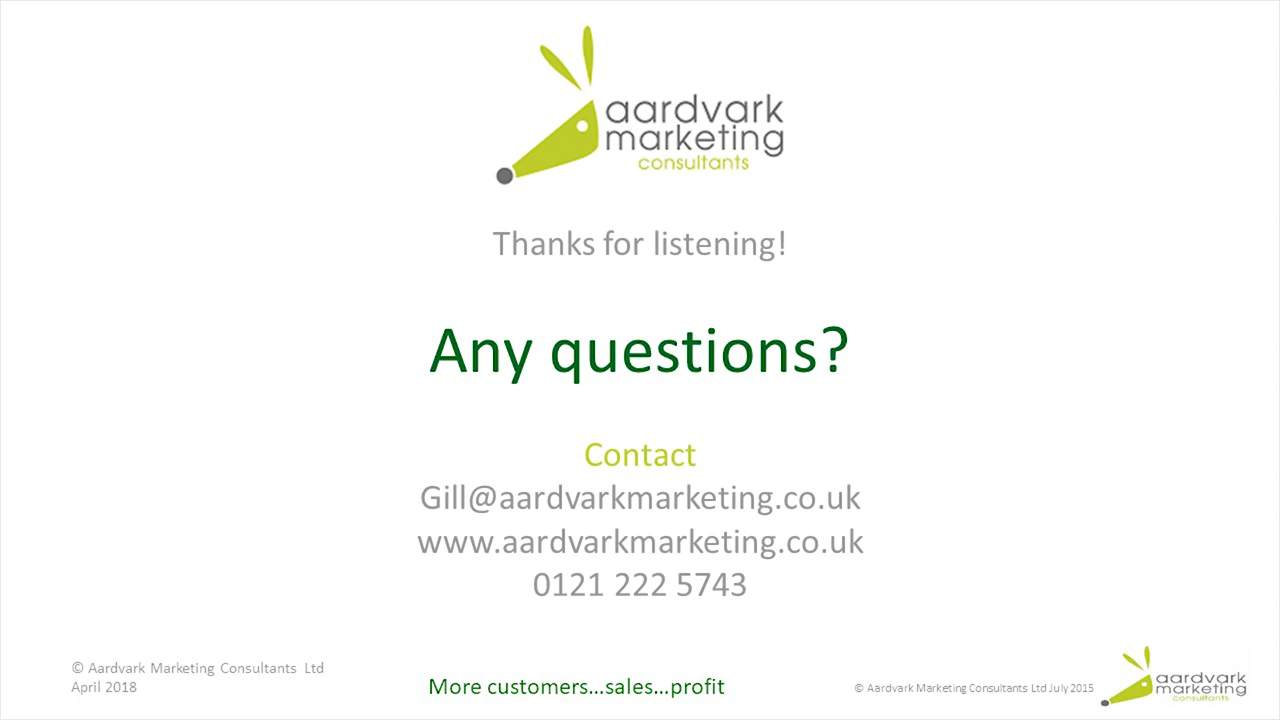 aardvark
marketing
consultants
Thanks for listening!
Any questions?
Contact
Gill@aardvarkmarketing.co.uk
www.aardvarkmarketing.co.uk
0121 222 5743
© Aardvark Marketing Consultants Ltd
April 2018
More customers...sales...profit
© Aardvark Marketing Consultants Ltd July 2015
aardvark
marketing
consultants